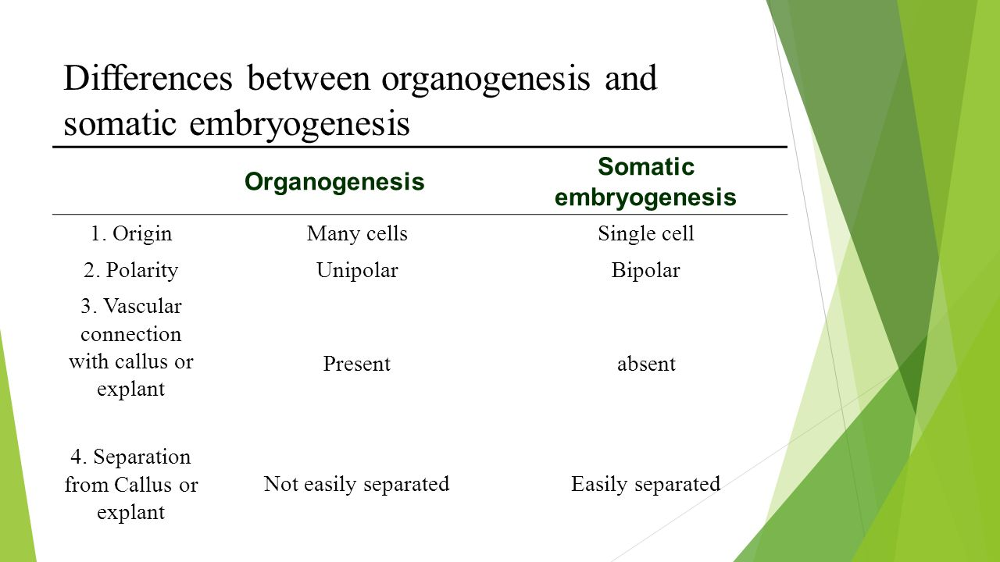 Differences between organogenesis and
somatic embryogenesis
Organogenesis
Somatic
embryogenesis
1. Origin
Many cells
Single cell
2. Polarity
Unipolar
Bipolar
3. Vascular
connection
with callus or
explant
Present
absent
4. Separation
from Callus or
explant
Not easily separated
Easily separated